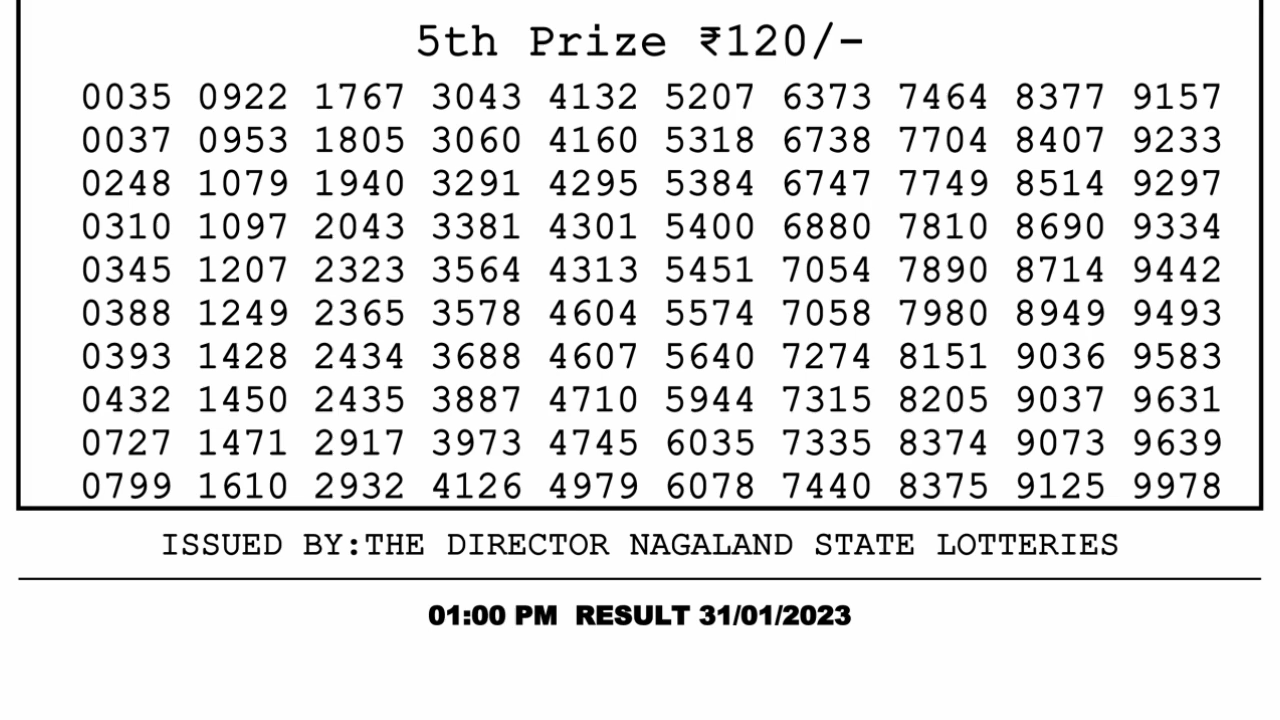 5th Prize ₹120/-
0035 0922 1767 3043 4132 5207 6373 7464 8377 9157
0037 0953 1805 3060 4160 5318 6738 7704 8407 9233
0248 1079 1940 3291 4295 5384 6747 7749 8514 9297
0310 1097 2043 3381 4301 5400 6880 7810 8690 9334
0345 1207 2323 3564 4313 5451 7054 7890 8714 9442
0388 1249 2365 3578 4604 5574 7058 7980 8949 9493
0393 1428 2434 3688 4607 5640 7274 8151 9036 9583
0432 1450 2435 3887 4710 5944 7315 8205 9037 9631
0727 1471 2917 3973 4745 6035 7335 8374 9073 9639
0799 1610 2932 4126 4979 6078 7440 8375 9125 9978
ISSUED BY:THE DIRECTOR NAGALAND STATE LOTTERIES
01:00 PM RESULT 31/01/2023